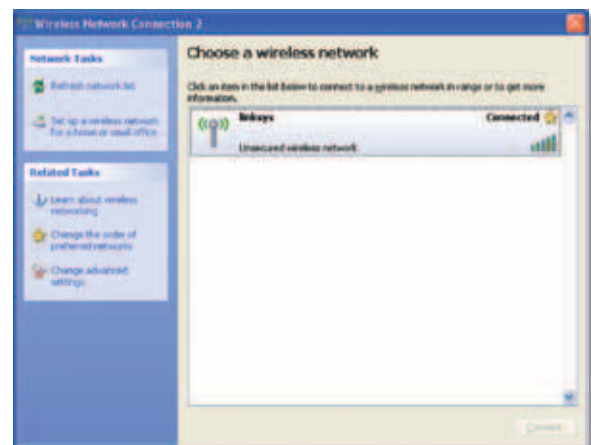 Wireless Network Connection 2
Network Tasks
Refresh network list
Set up a wireless network
for a home or small office
Related Tasks
Learn about wireless
networking
Change the order of
preferred networks
Change advanced
settings
Choose a wireless network
Click an item in the list below to connect to a wireless network in range or to get more
information.
linksys
Connected
Unsecured wireless network
Connect